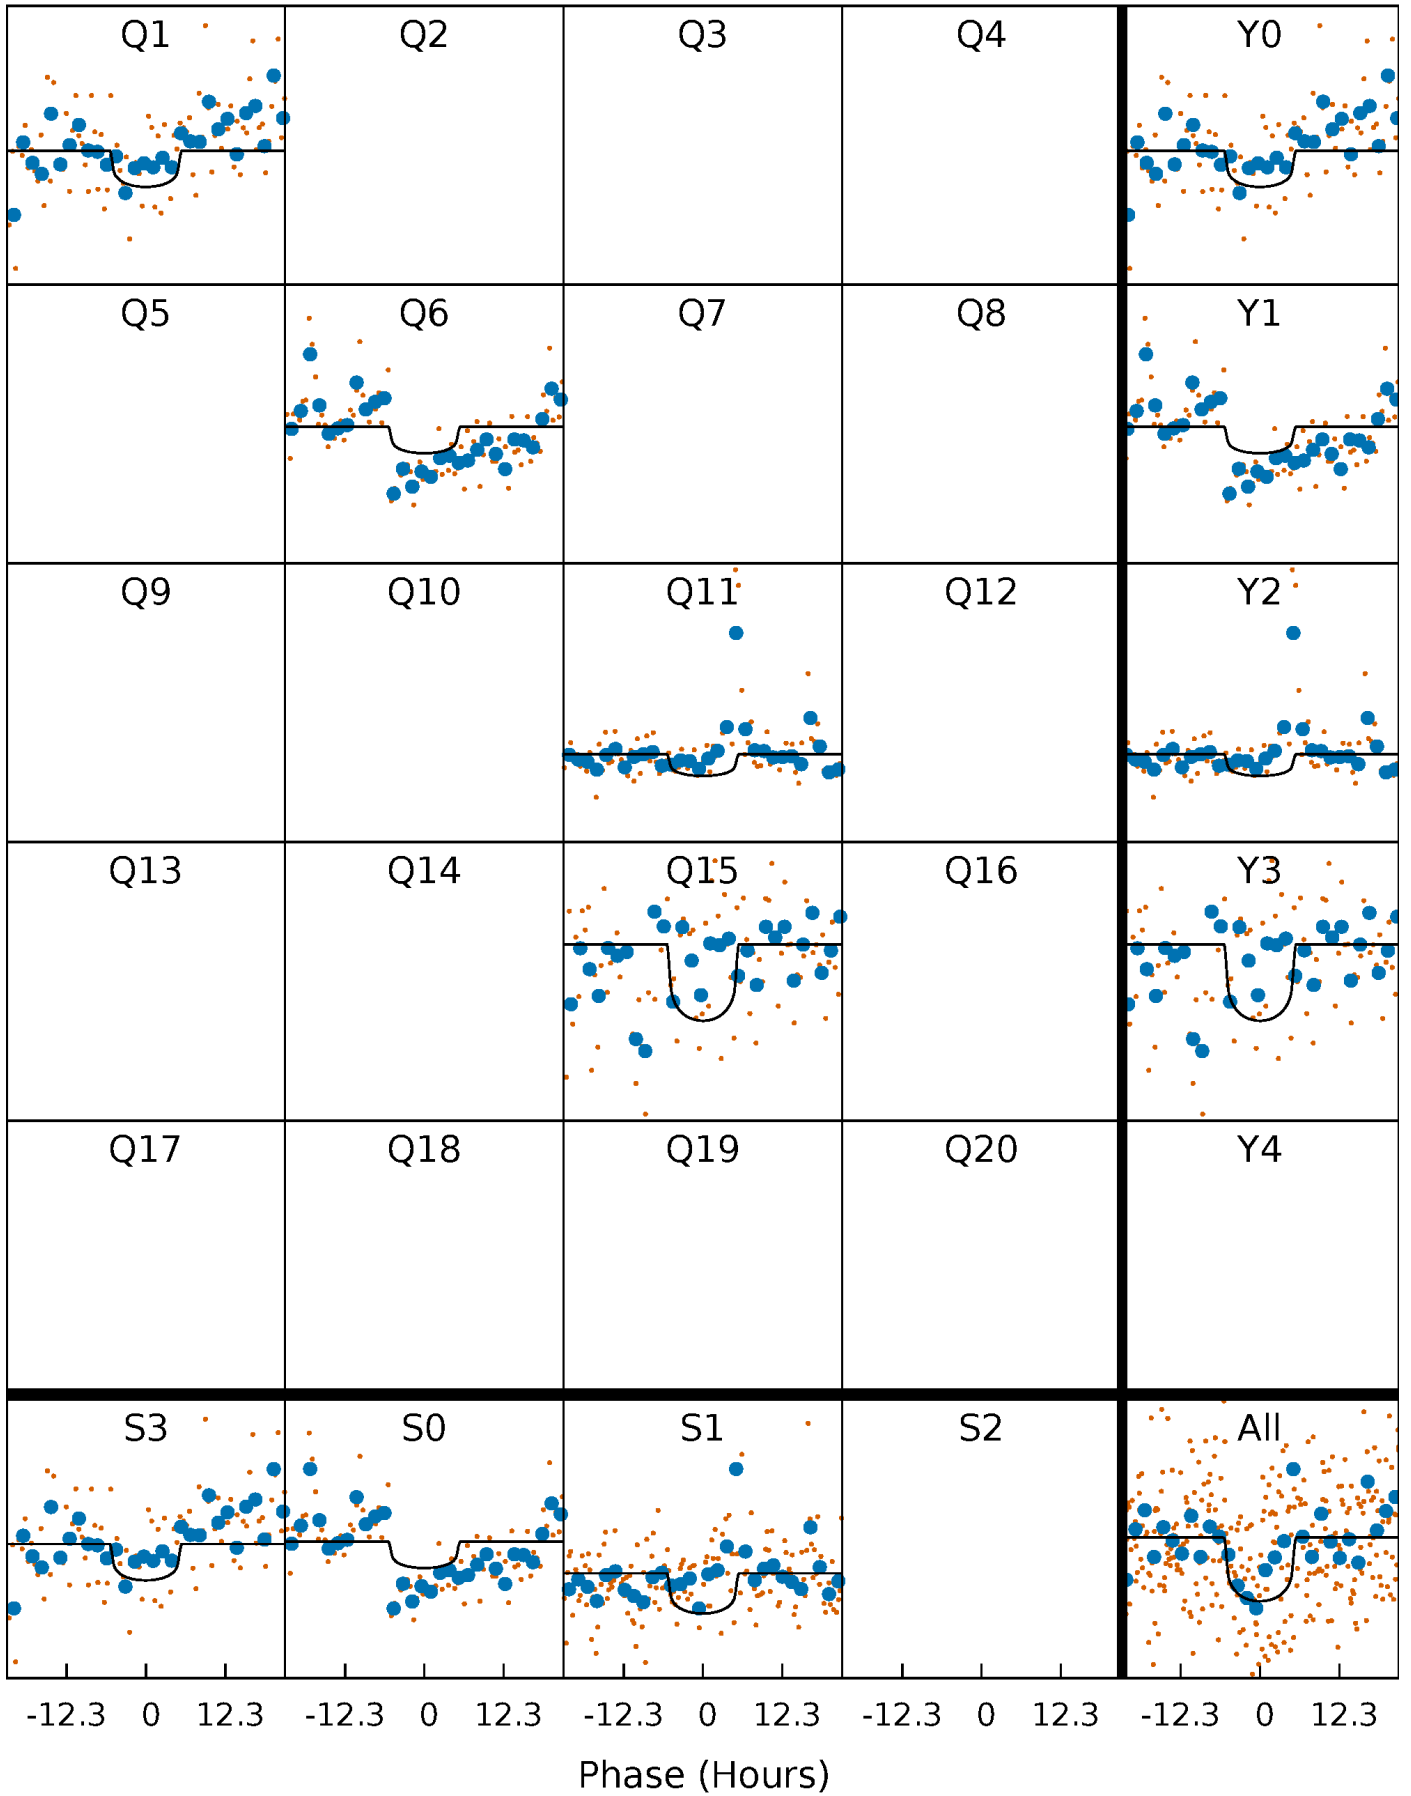 Q1 Q2 Q3 Q4 Y0
Q5 Q6 Q7 Q8 Y1
Q9 Q10 Q11 Q12 Y2
Q13 Q14 Q15 Q16 Y3
Q17 Q18 Q19 Q20 Y4
S3 S0 S1 S2 All
-12.3 0 12.3 -12.3 0 12.3 -12.3 0 12.3 -12.3 0 12.3 -12.3 0 12.3
Phase (Hours)